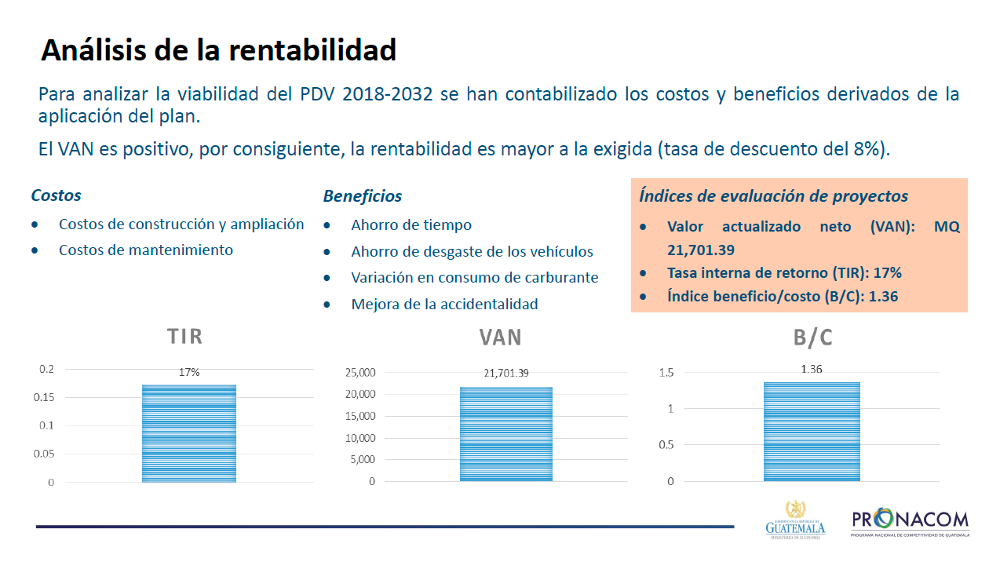 Análisis de la rentabilidad
Para analizar la viabilidad del PDV 2018-2032 se han contabilizado los costos y beneficios derivados de la
aplicación del plan.
El VAN es positivo, por consiguiente, la rentabilidad es mayor a la exigida (tasa de descuento del 8%).
Costos
• Costos de construcción y ampliación
• Costos de mantenimiento
Beneficios
• Ahorro de tiempo
• Ahorro de desgaste de los vehículos
• Variación en consumo de carburante
• Mejora de la accidentalidad
Índices de evaluación de proyectos
• Valor actualizado neto (VAN): MQ
21,701.39
• Tasa interna de retorno (TIR): 17%
• Índice beneficio/costo (B/C): 1.36
TIR
0.2
0.15
0.1
0.05
0
17%
VAN
25,000
20,000
15,000
10,000
5,000
0
21,701.39
B/C
1.5
1
0.5
0
1.36
GOBIERNO DE LA REPÚBLICA DE
GUATEMALA
MINISTERIO DE ECONOMÍA
PRONACOM
PROGRAMA NACIONAL DE COMPETITIVIDAD DE GUATEMALA